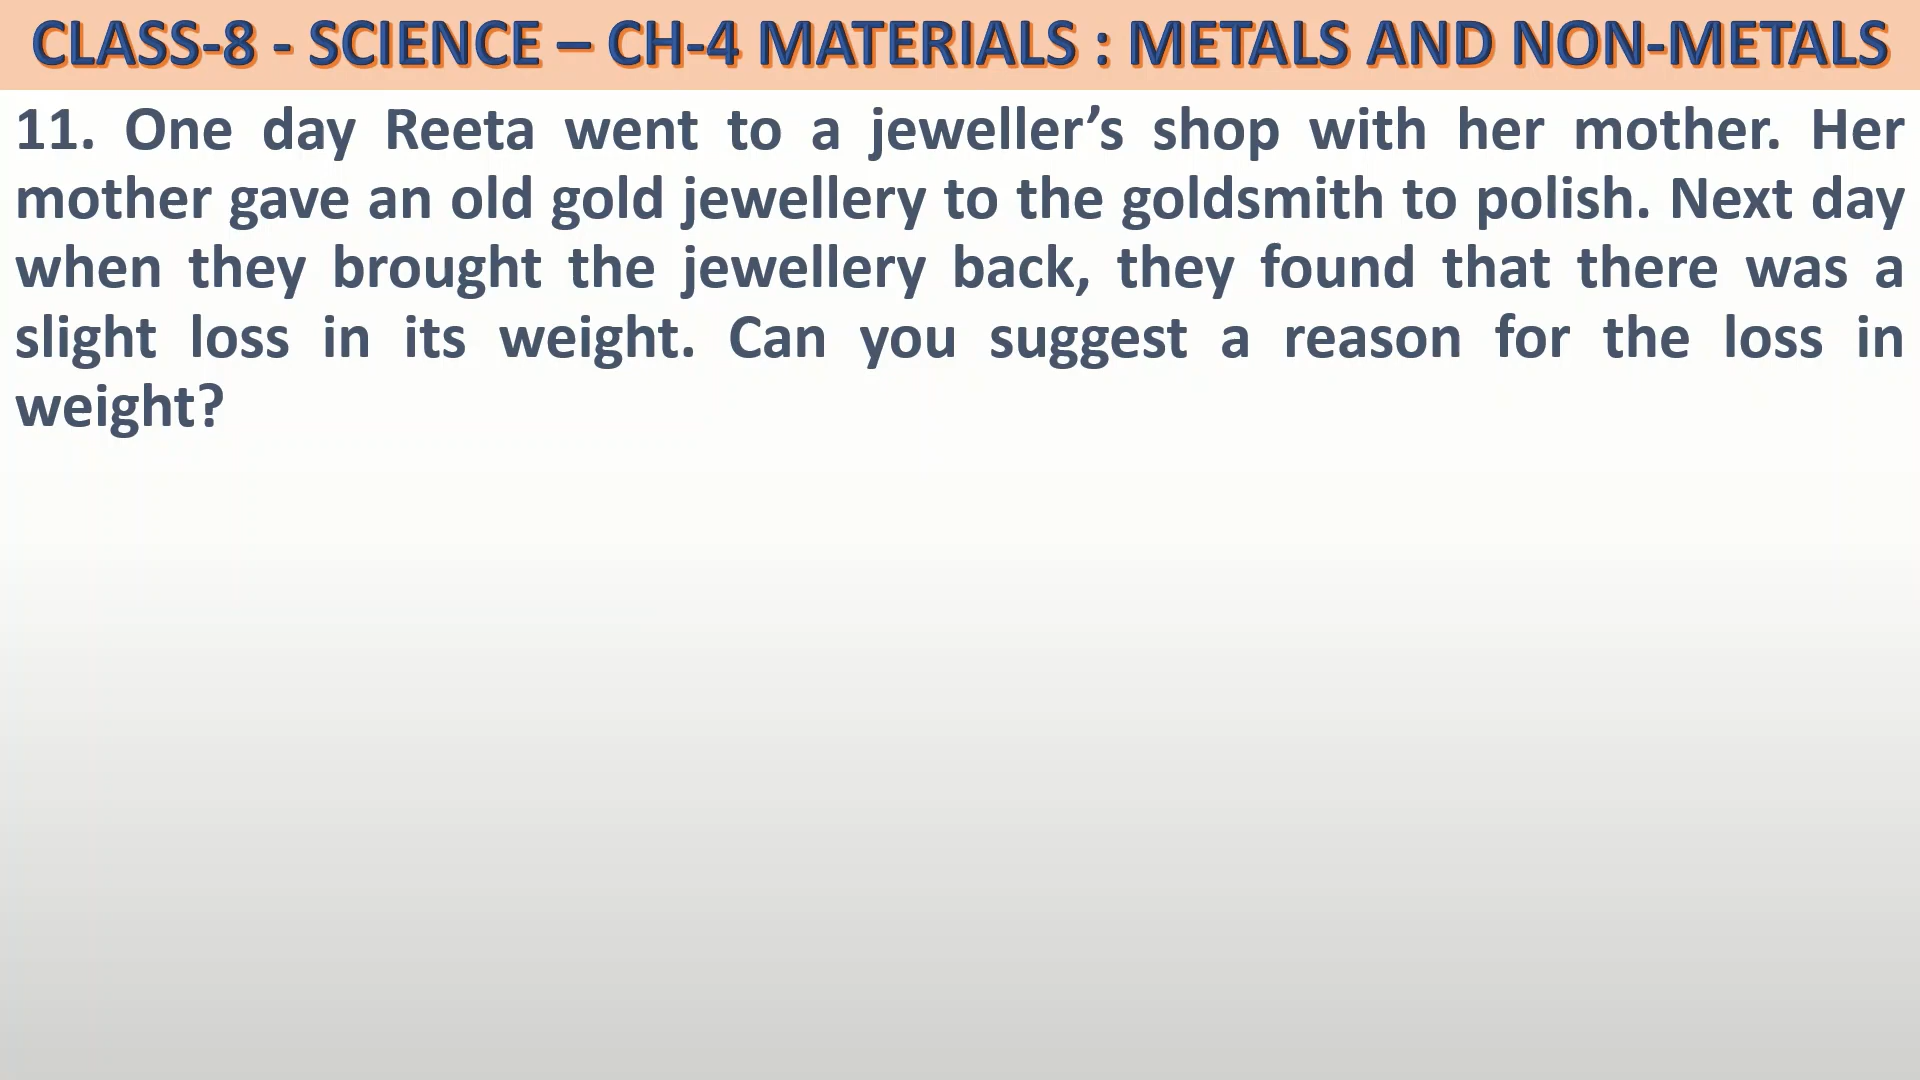 CLASS-8 - SCIENCE – CH-4 MATERIALS : METALS AND NON-METALS
11. One day Reeta went to a jeweller’s shop with her mother. Her
mother gave an old gold jewellery to the goldsmith to polish. Next day
when they brought the jewellery back, they found that there was a
slight loss in its weight. Can you suggest a reason for the loss in
weight?